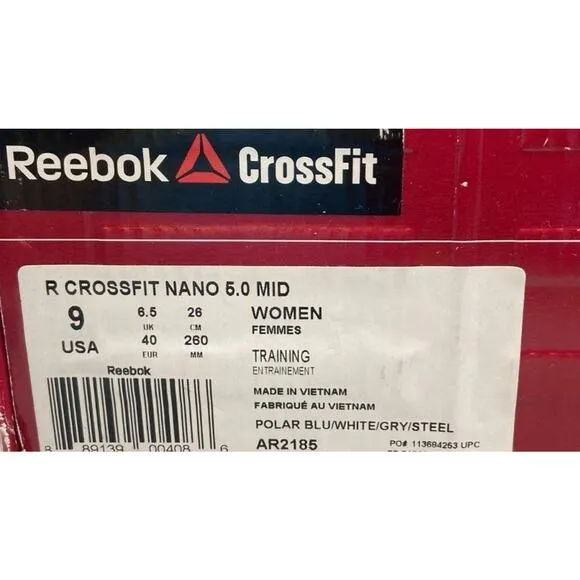 Reebok CrossFit
R CROSSFIT NANO 5.0 MID
9 6.5 26 WOMEN
UK CM FEMMES
USA 40 260 TRAINING
EUR MM ENTRAINEMENT
Reebok
MADE IN VIETNAM
FABRIQUÉ AU VIETNAM
POLAR BLU/WHITE/GRY/STEEL
AR2185 PO# 113694263 UPC
8 89139 00408 6